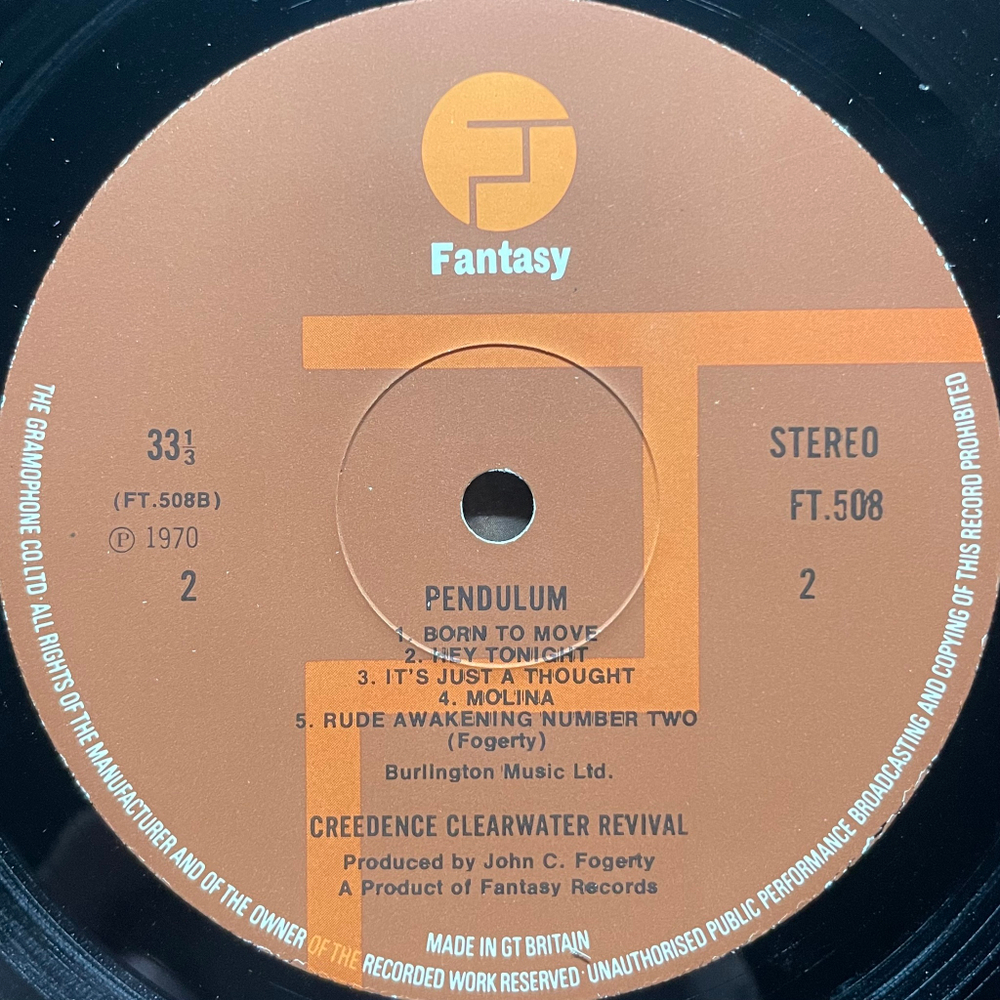 Fantasy
33⅓
STEREO
(FT.508B)
FT.508
℗ 1970
2
2
PENDULUM
1. BORN TO MOVE
2. HEY TONIGHT
3. IT'S JUST A THOUGHT
4. MOLINA
5. RUDE AWAKENING NUMBER TWO
(Fogerty)
Burlington Music Ltd.
CREEDENCE CLEARWATER REVIVAL
Produced by John C. Fogerty
A Product of Fantasy Records
MADE IN GT BRITAIN
THE GRAMOPHONE CO.LTD · ALL RIGHTS OF THE MANUFACTURER AND OF THE OWNER OF THE RECORDED WORK RESERVED · UNAUTHORISED PUBLIC PERFORMANCE BROADCASTING AND COPYING OF THIS RECORD PROHIBITED